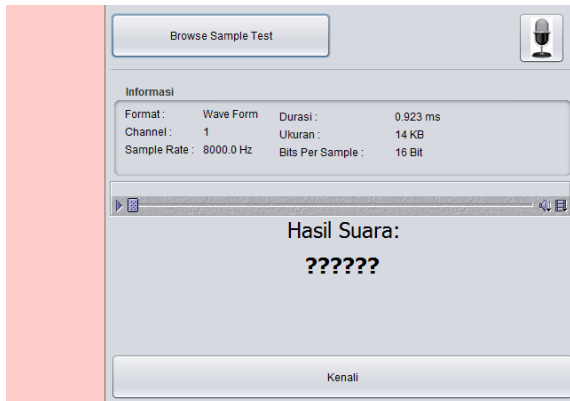 Browse Sample Test
Informasi
Format : Wave Form Durasi : 0.923 ms
Channel : 1 Ukuran : 14 KB
Sample Rate : 8000.0 Hz Bits Per Sample : 16 Bit
Hasil Suara:
??????
Kenali